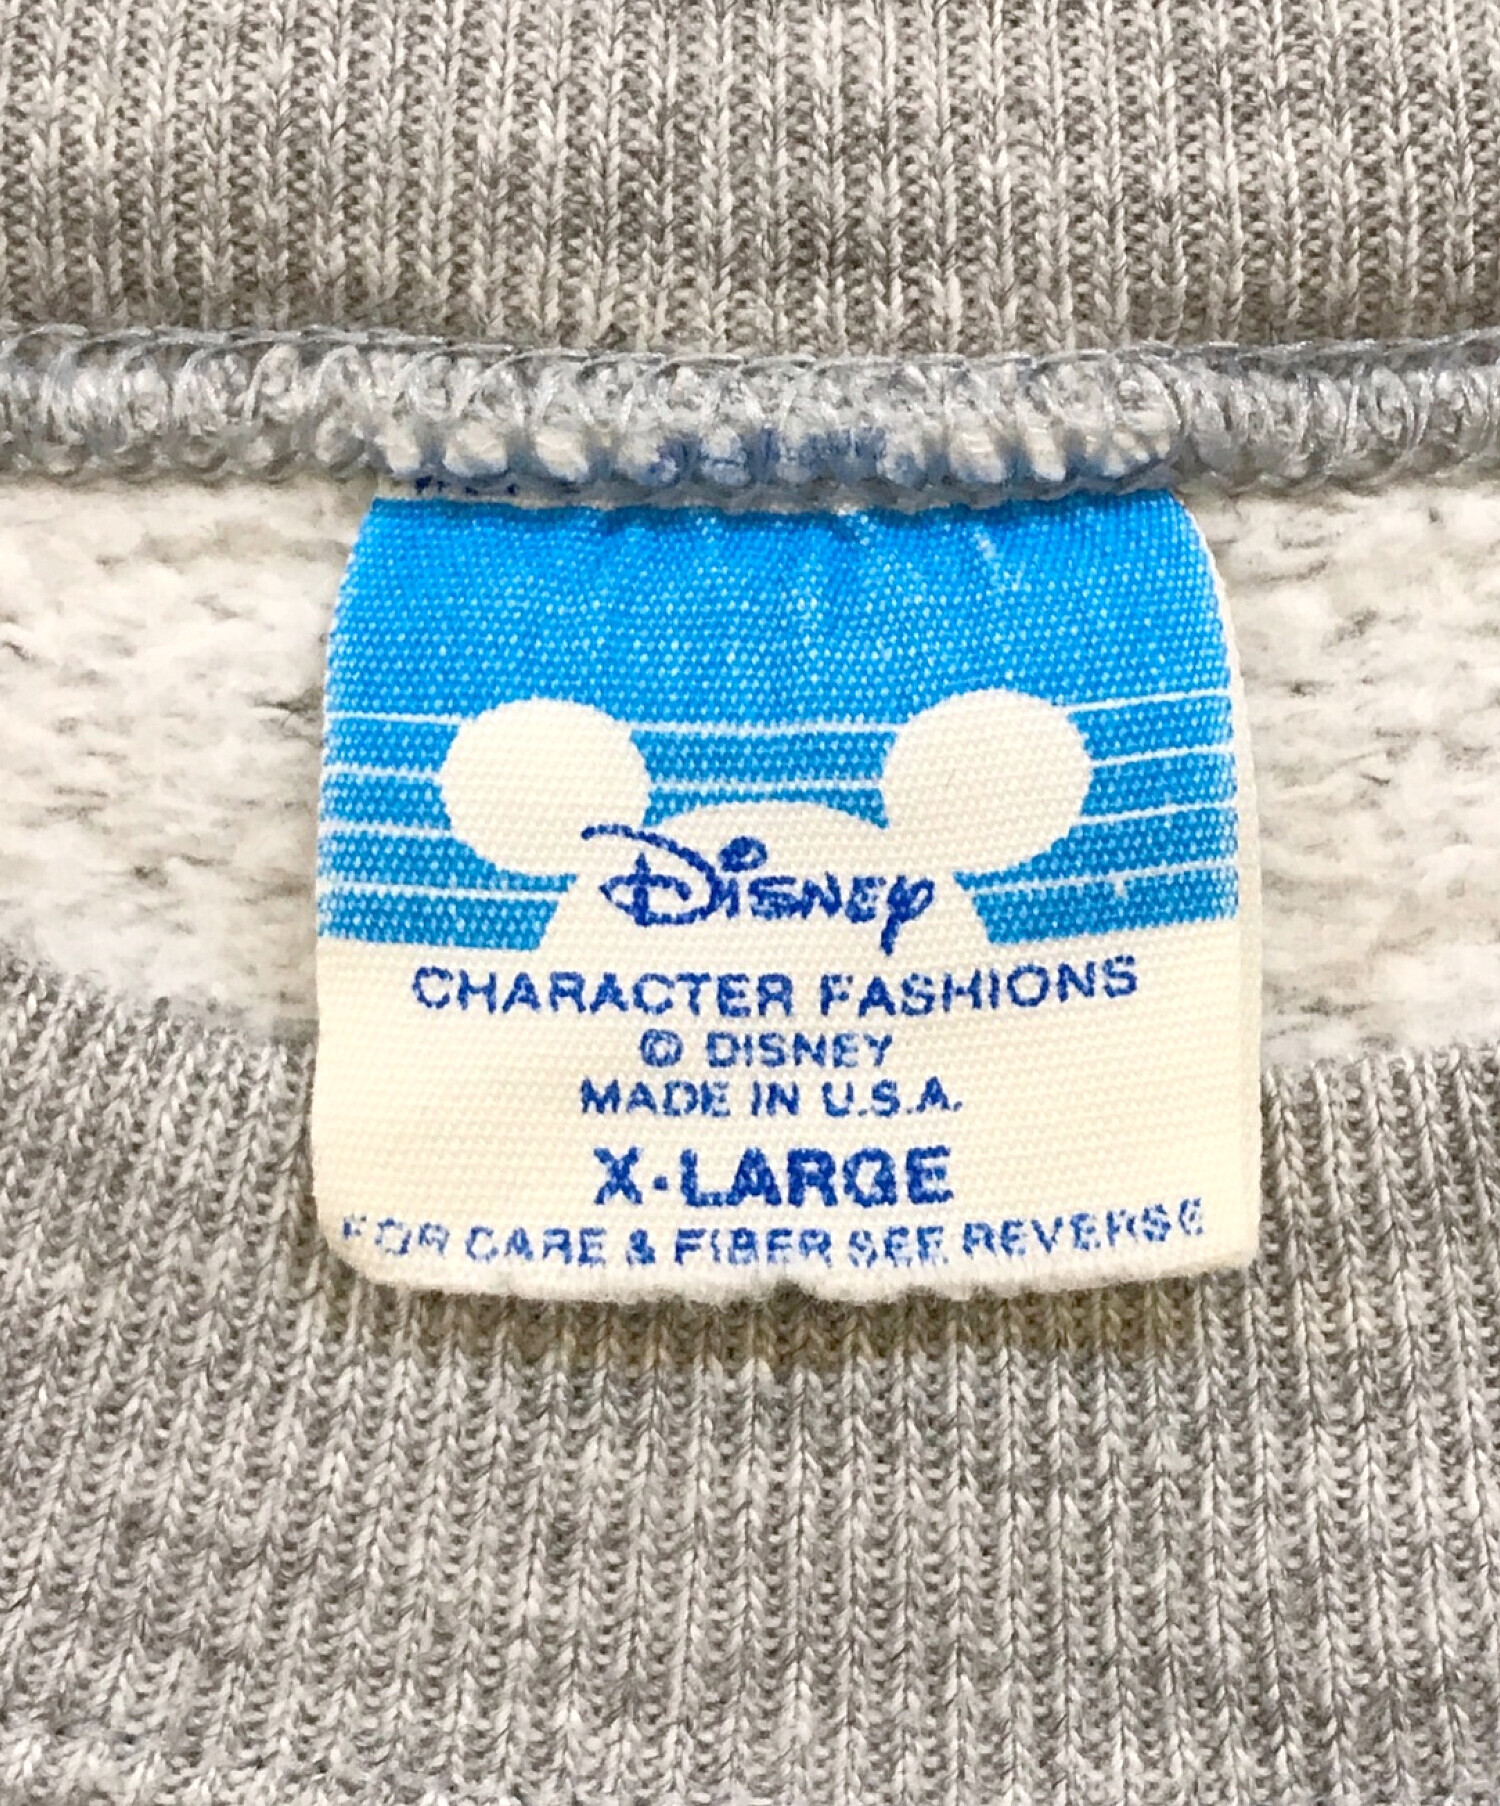 Disney
CHARACTER FASHIONS
© DISNEY
MADE IN U.S.A.
X-LARGE
FOR CARE & FIBER SEE REVERSE